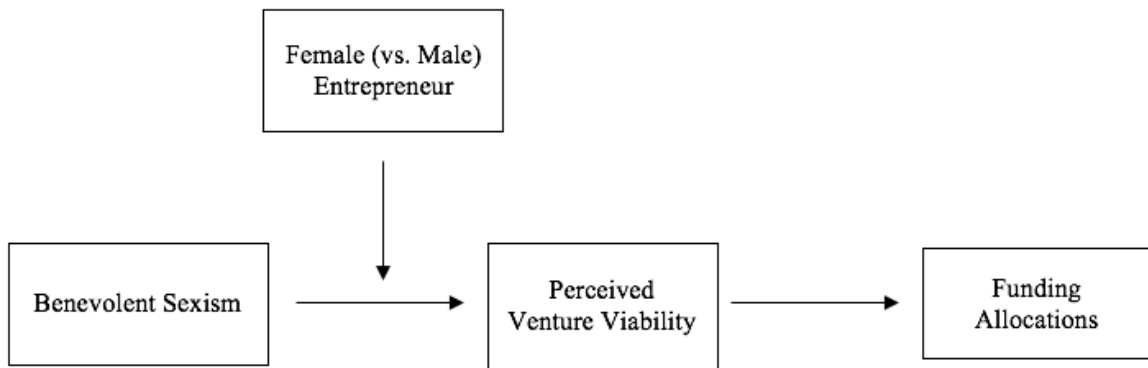 Female (vs. Male)
Entrepreneur
Benevolent Sexism
Perceived
Venture Viability
Funding
Allocations